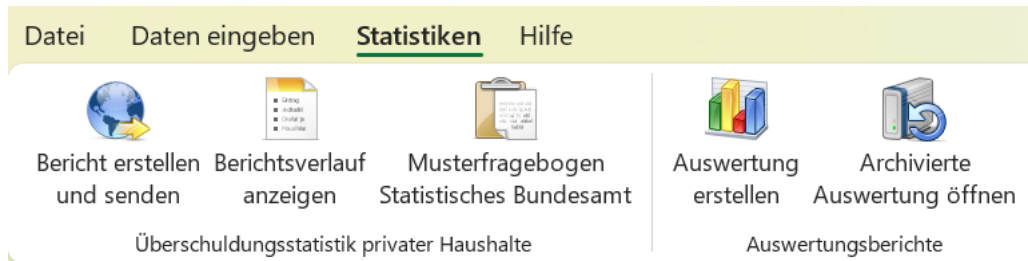 Datei Daten eingeben Statistiken Hilfe
Bericht erstellen und senden
Berichtsverlauf anzeigen
Musterfragebogen Statistisches Bundesamt
Auswertung erstellen
Archivierte Auswertung öffnen
Überschuldungsstatistik privater Haushalte
Auswertungsberichte